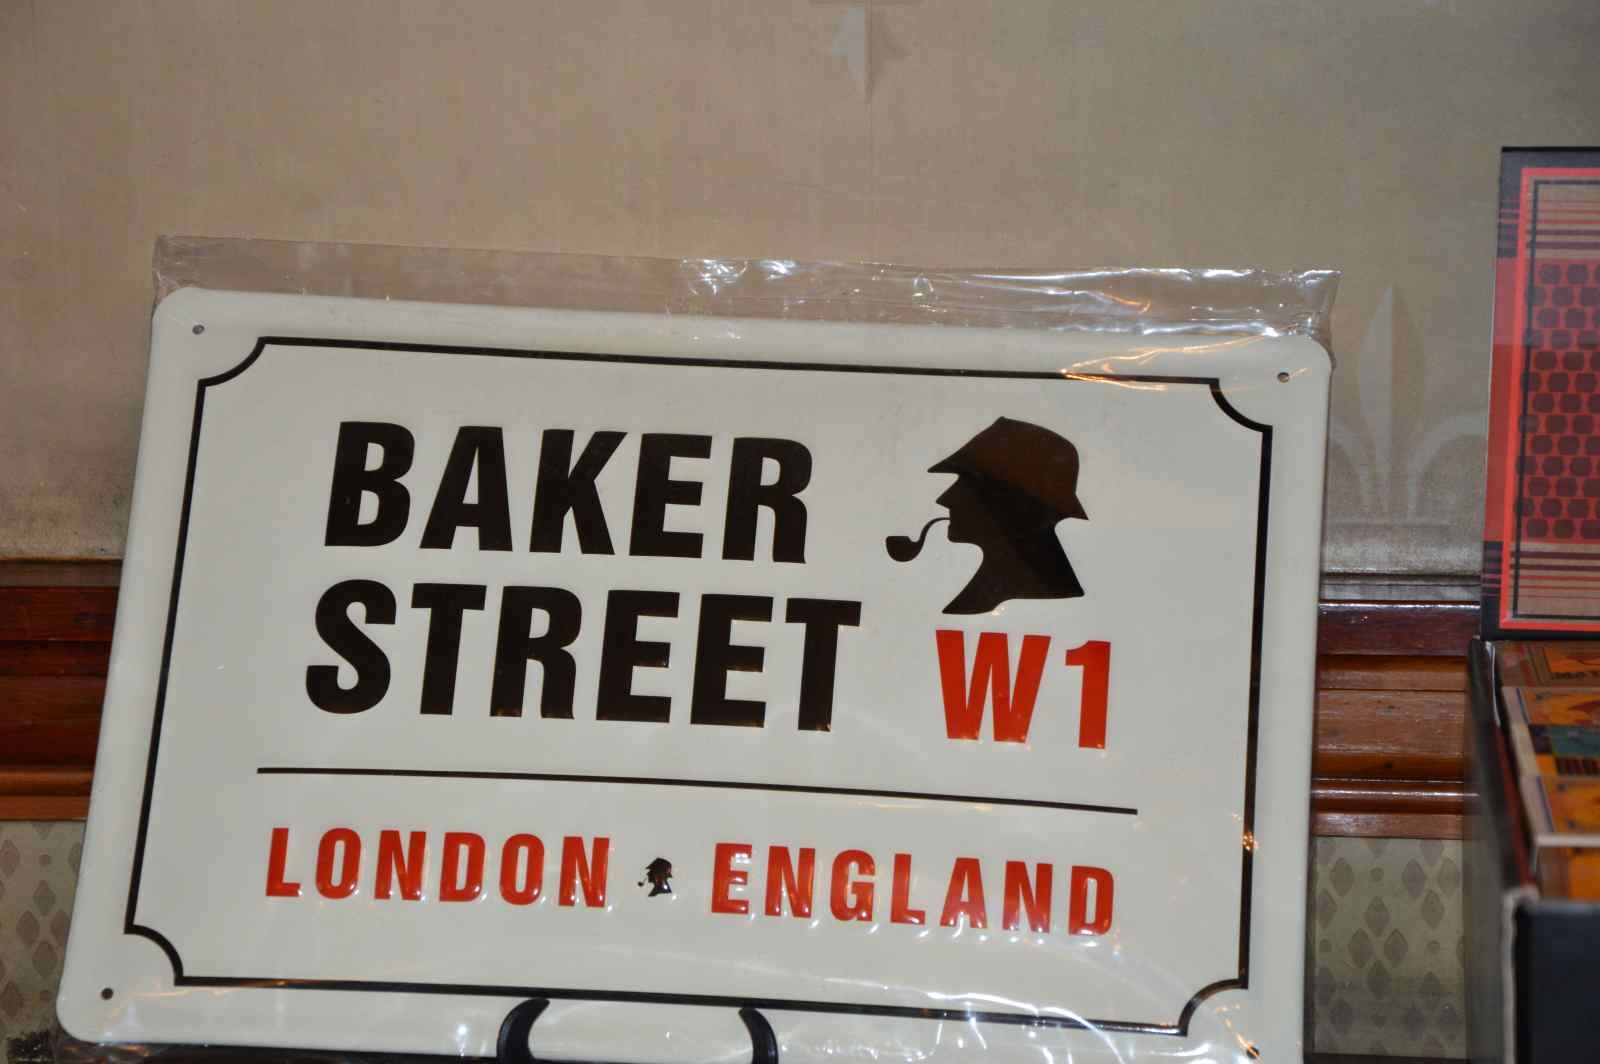 BAKER
STREET W1
LONDON ENGLAND